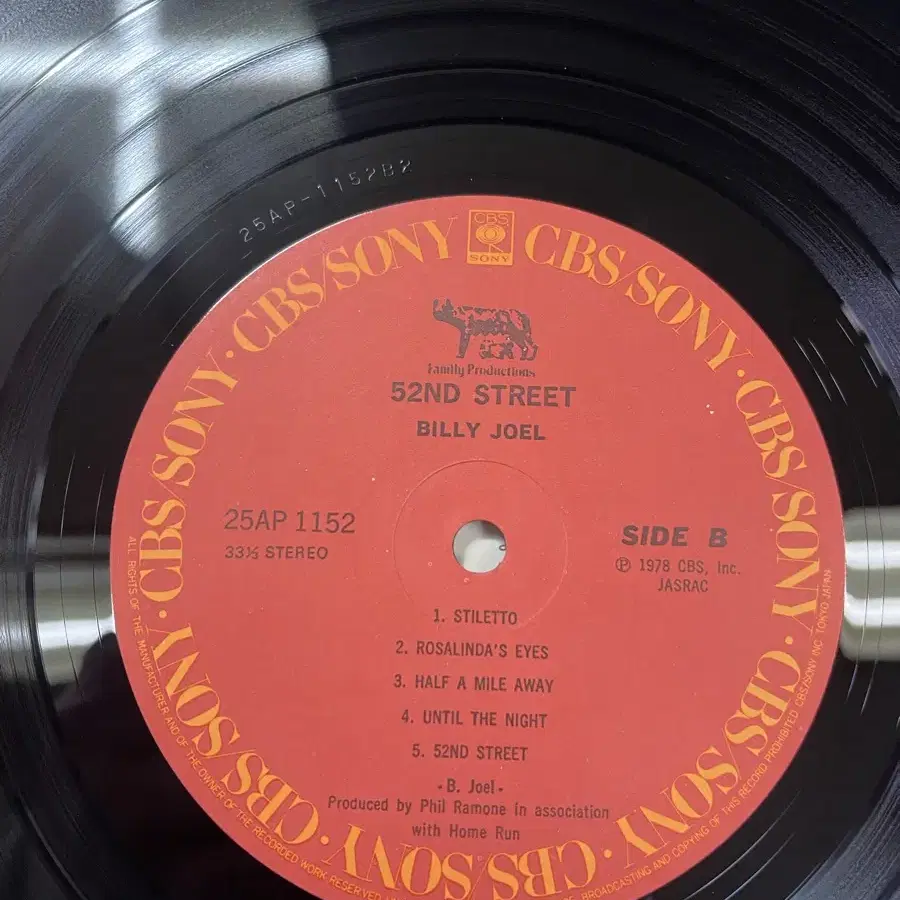 25AP-1152B2
CBS
SONY
CBS/SONY · CBS/SONY · CBS/SONY · CBS/SONY · CBS/SONY · CBS/SONY · CBS/SONY · CBS/SONY · CBS/SONY · CBS/SONY
Family Productions
52ND STREET
BILLY JOEL
25AP 1152
33⅓ STEREO
SIDE B
Ⓟ 1978 CBS, Inc.
JASRAC
1. STILETTO
2. ROSALINDA'S EYES
3. HALF A MILE AWAY
4. UNTIL THE NIGHT
5. 52ND STREET
·B. Joel·
Produced by Phil Ramone in association
with Home Run
ALL RIGHTS OF THE MANUFACTURER AND OF THE OWNER OF THE RECORDED WORK RESERVED
BROADCASTING AND COPYING OF THIS RECORD PROHIBITED CBS/SONY INC TOKYO JAPAN